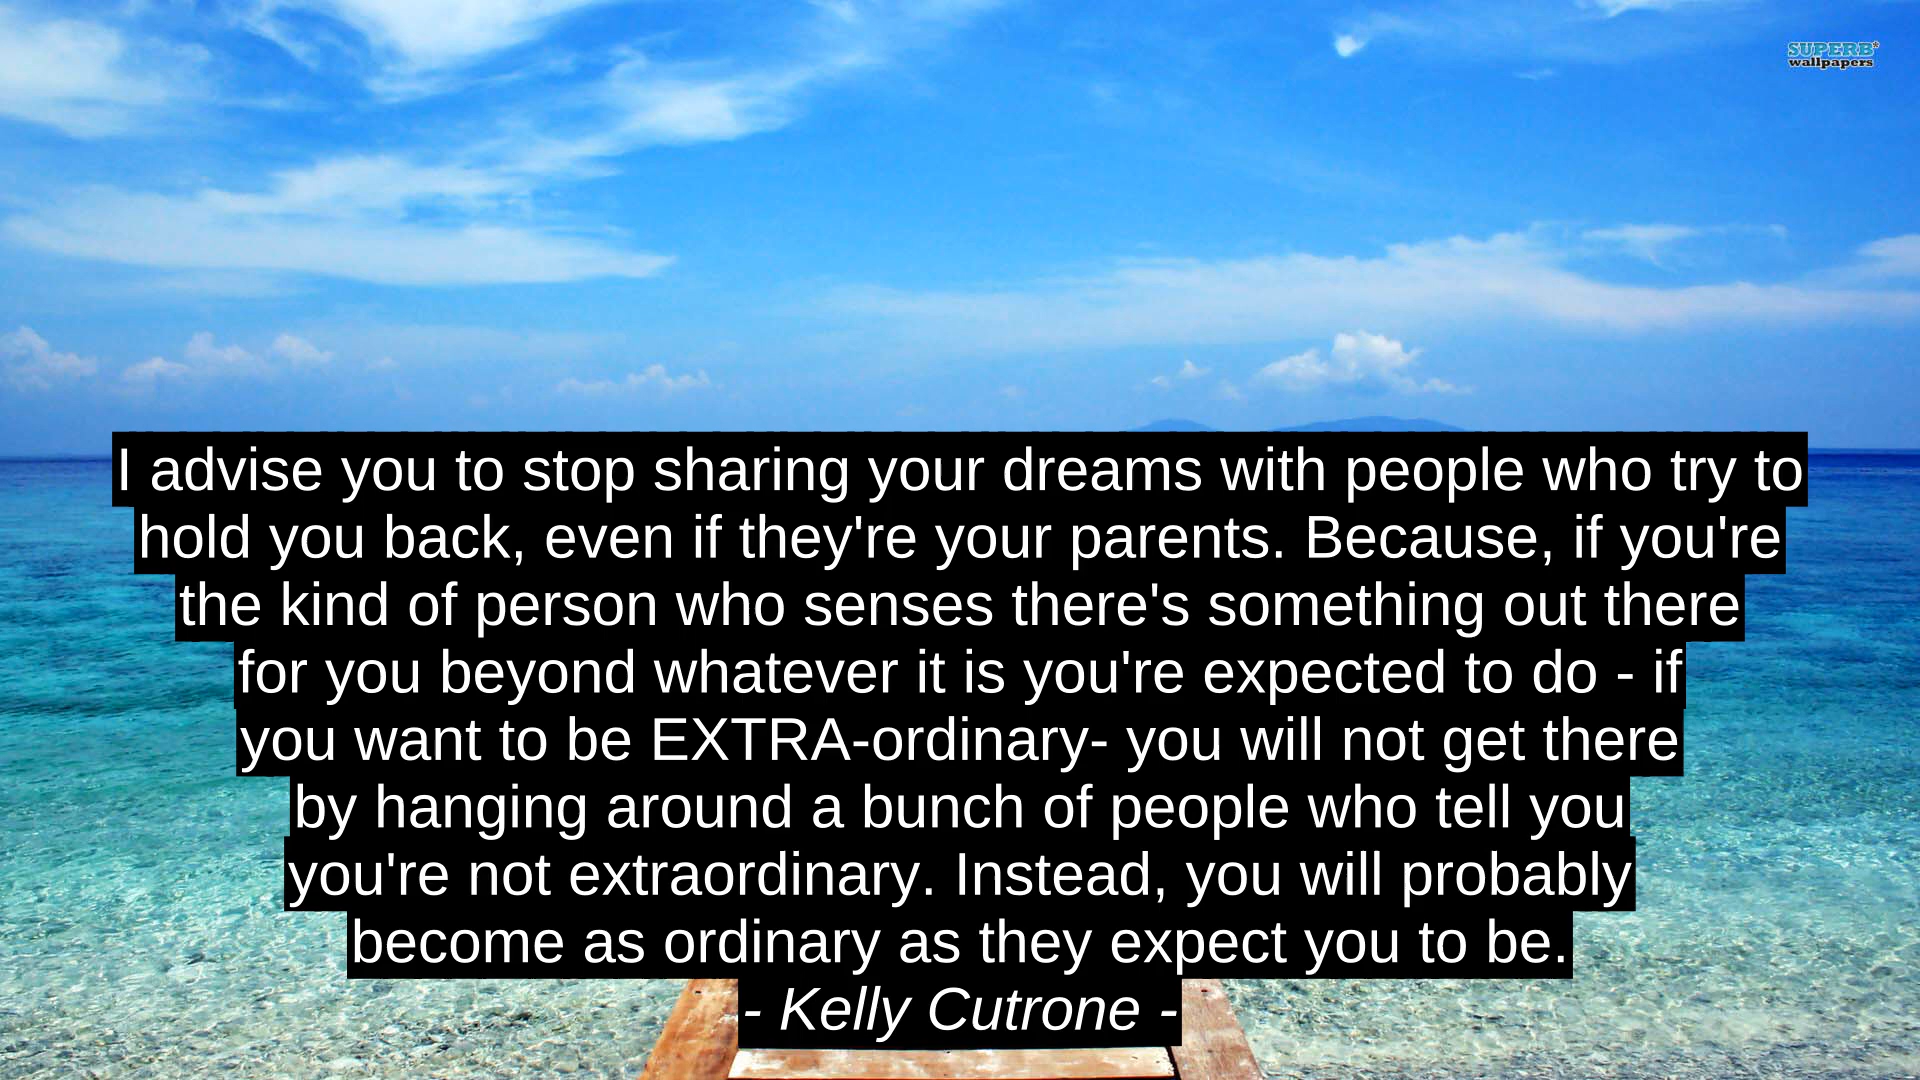 SUPERB
wallpapers
I advise you to stop sharing your dreams with people who try to
hold you back, even if they're your parents. Because, if you're
the kind of person who senses there's something out there
for you beyond whatever it is you're expected to do - if
you want to be EXTRA-ordinary- you will not get there
by hanging around a bunch of people who tell you
you're not extraordinary. Instead, you will probably
become as ordinary as they expect you to be.
- Kelly Cutrone -